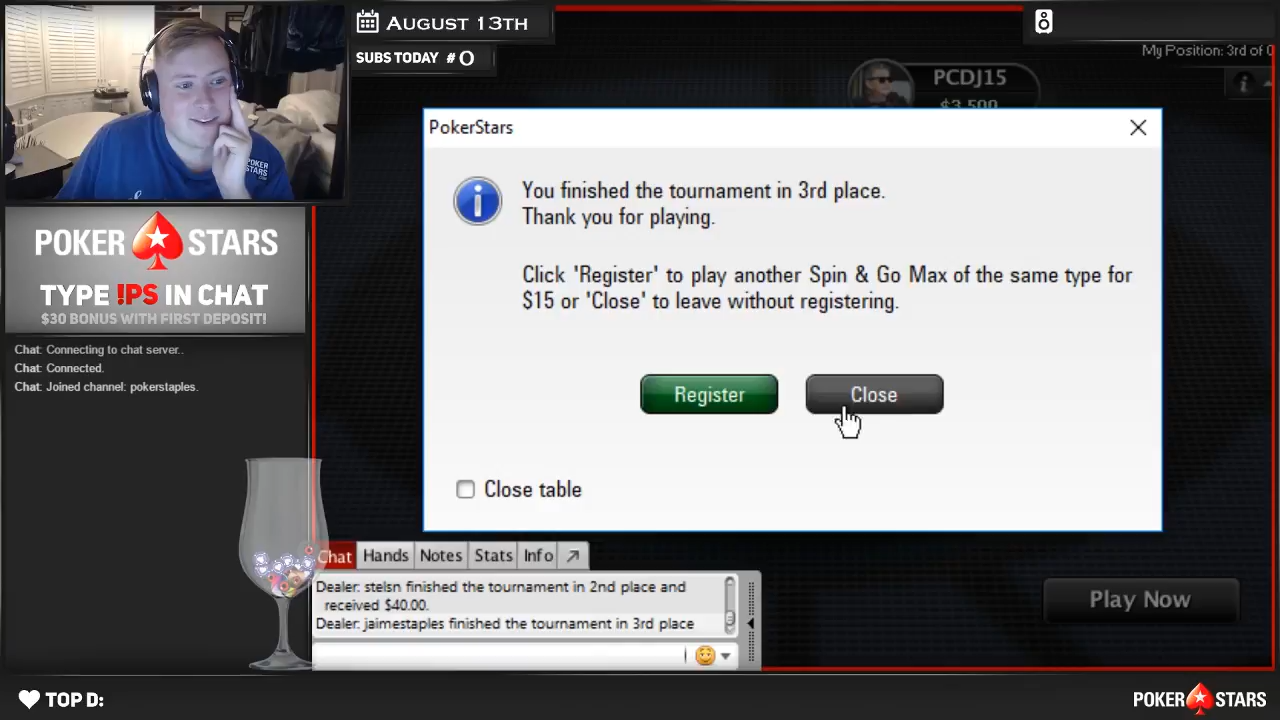 August 13th
SUBS TODAY # 0
My Position: 3rd of 0
PCDJ15
$3,500
PokerStars
You finished the tournament in 3rd place.
Thank you for playing.
Click 'Register' to play another Spin & Go Max of the same type for
$15 or 'Close' to leave without registering.
Register
Close
Close table
POKER STARS
POKER STARS
TYPE !PS IN CHAT
$30 BONUS WITH FIRST DEPOSIT!
Chat: Connecting to chat server..
Chat: Connected.
Chat: Joined channel: pokerstaples.
Chat
Hands
Notes
Stats
Info
Dealer: stelsn finished the tournament in 2nd place and
received $40.00.
Dealer: jaimestaples finished the tournament in 3rd place
Play Now
TOP D:
POKER STARS